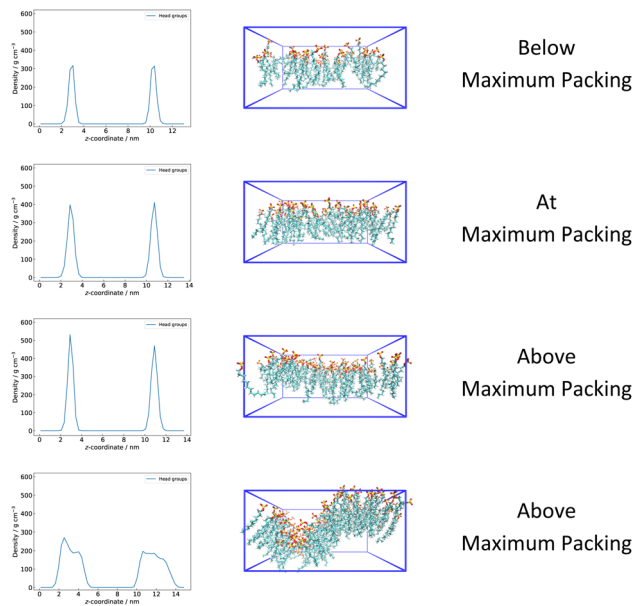 600
500
400
300
200
100
0
Density / g cm⁻³
Head groups
0 2 4 6 8 10 12
z-coordinate / nm
Below
Maximum Packing
600
500
400
300
200
100
0
Density / g cm⁻³
Head groups
0 2 4 6 8 10 12 14
z-coordinate / nm
At
Maximum Packing
600
500
400
300
200
100
0
Density / g cm⁻³
Head groups
0 2 4 6 8 10 12
z-coordinate / nm
Above
Maximum Packing
600
500
400
300
200
100
0
Density / g cm⁻³
Head groups
0 2 4 6 8 10 12 14
z-coordinate / nm
Above
Maximum Packing